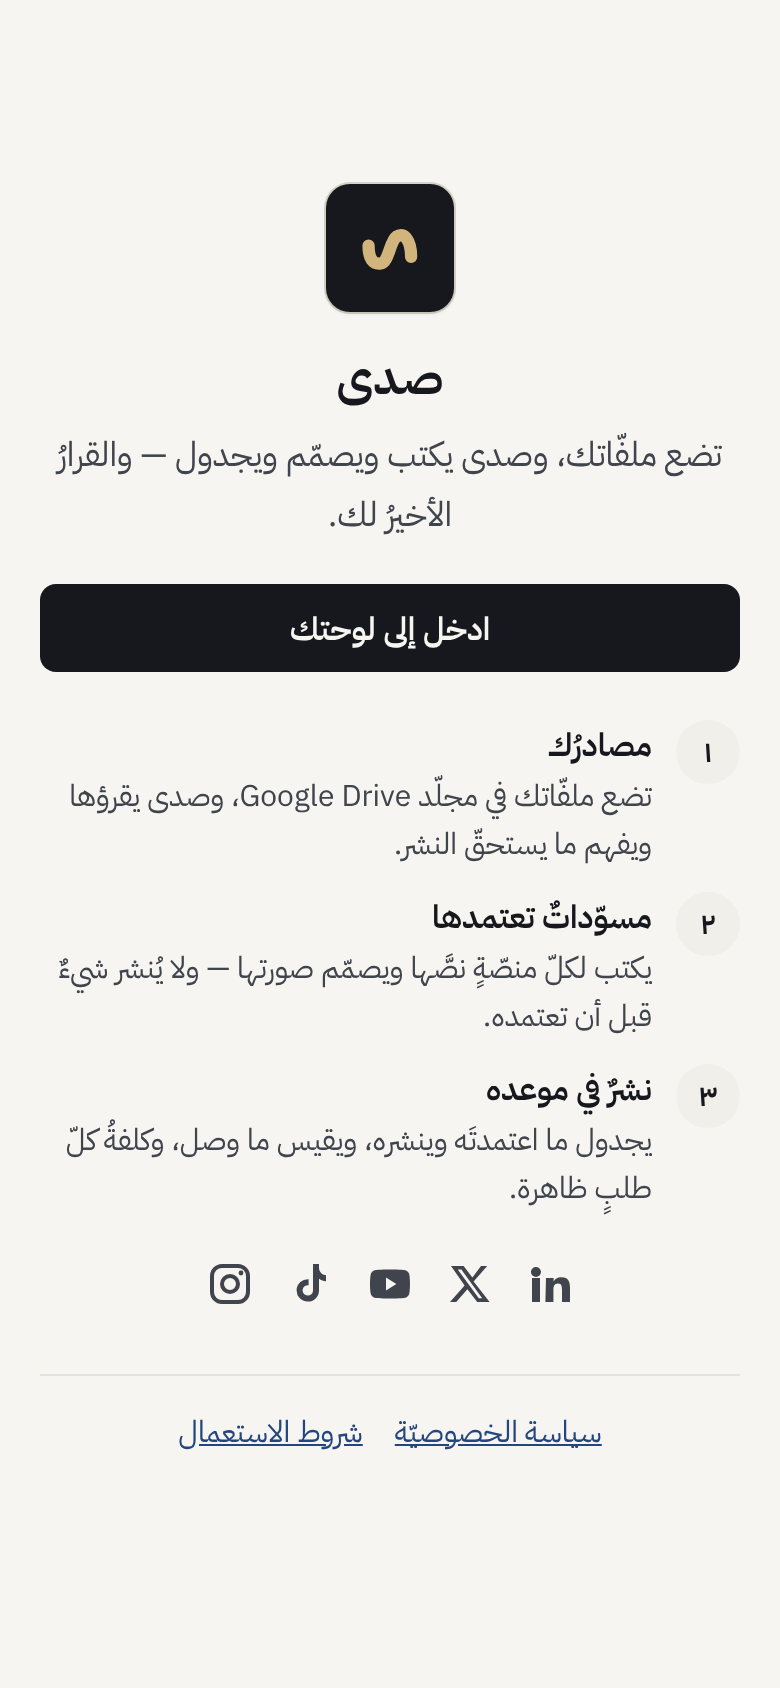 صدى
تضع ملفّاتك، وصدى يكتب ويصمّم ويجدول — والقرارُ
الأخيرُ لك.
ادخل إلى لوحتك
١
مصادرُك
تضع ملفّاتك في مجلّد Google Drive، وصدى يقرؤها
ويفهم ما يستحقّ النشر.
٢
مسوّداتٌ تعتمدها
يكتب لكلّ منصّةٍ نصَّها ويصمّم صورتها — ولا يُنشر شيءٌ
قبل أن تعتمده.
٣
نشرٌ في موعده
يجدول ما اعتمدتَه وينشره، ويقيس ما وصل، وكلفةُ كلّ
طلبٍ ظاهرة.
سياسة الخصوصيّة شروط الاستعمال